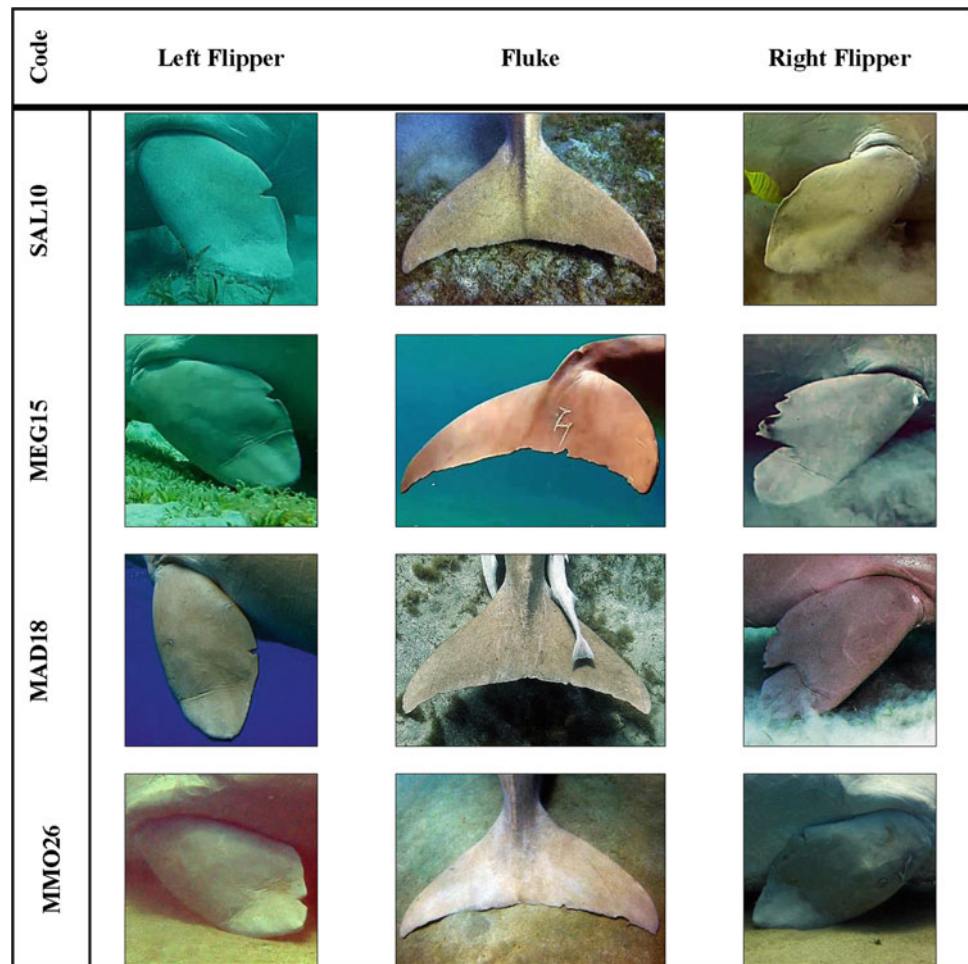 Code
Left Flipper
Fluke
Right Flipper
SAL10
MEG15
MAD18
MMO26